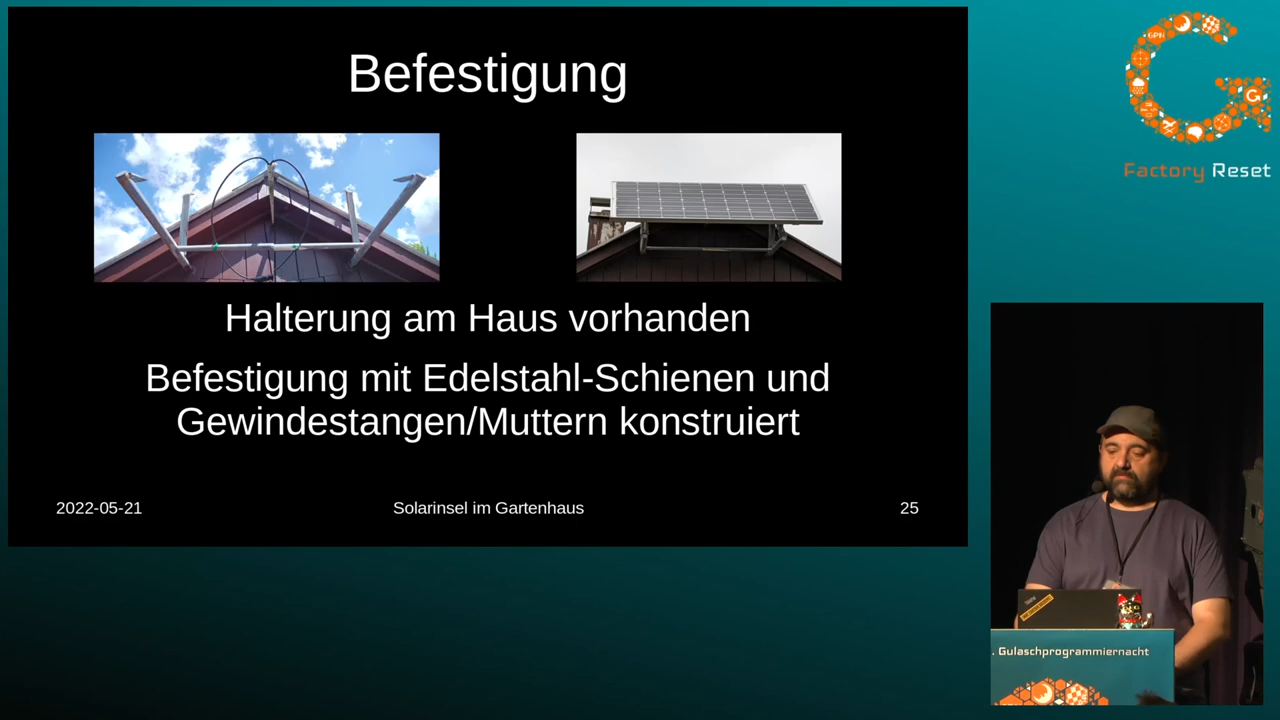 Befestigung
Halterung am Haus vorhanden
Befestigung mit Edelstahl-Schienen und
Gewindestangen/Muttern konstruiert
2022-05-21
Solarinsel im Gartenhaus
25
GPN
Factory Reset
. Gulaschprogrammiernacht